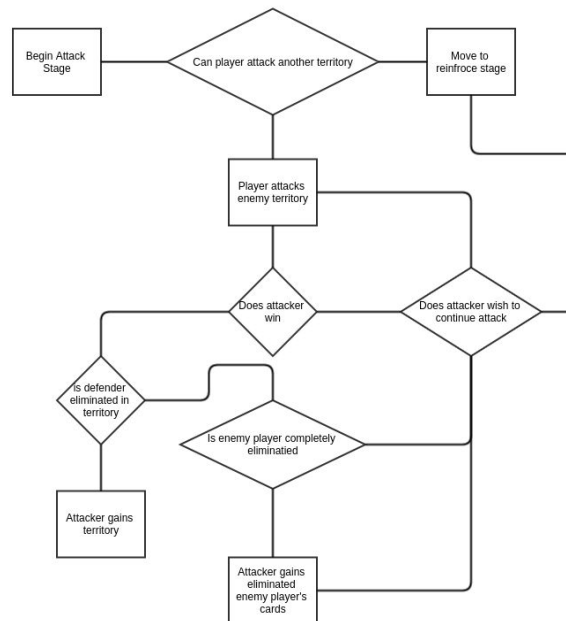 Begin Attack
Stage
Can player attack another territory
Move to
reinfroce stage
Player attacks
enemy territory
Does attacker
win
Does attacker wish to
continue attack
is defender
eliminated in
territory
Is enemy player completely
eliminatied
Attacker gains
territory
Attacker gains
eliminated
enemy player's
cards